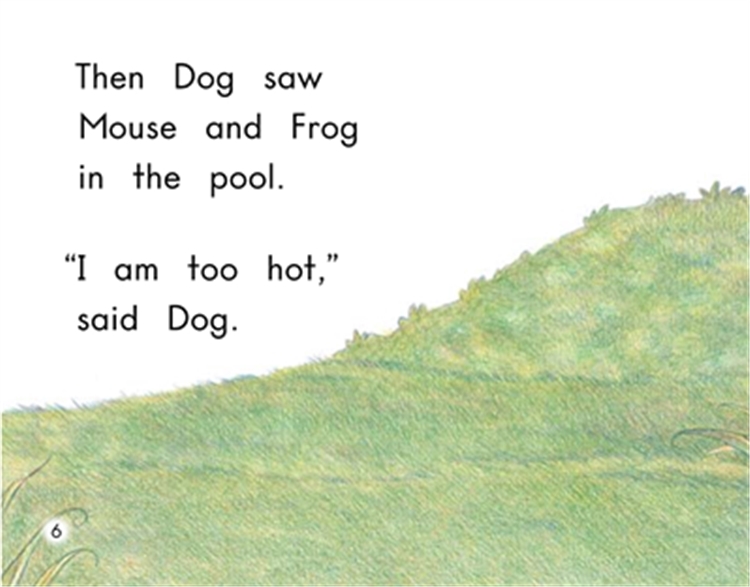 Then Dog saw
Mouse and Frog
in the pool.
“I am too hot,”
said Dog.
6